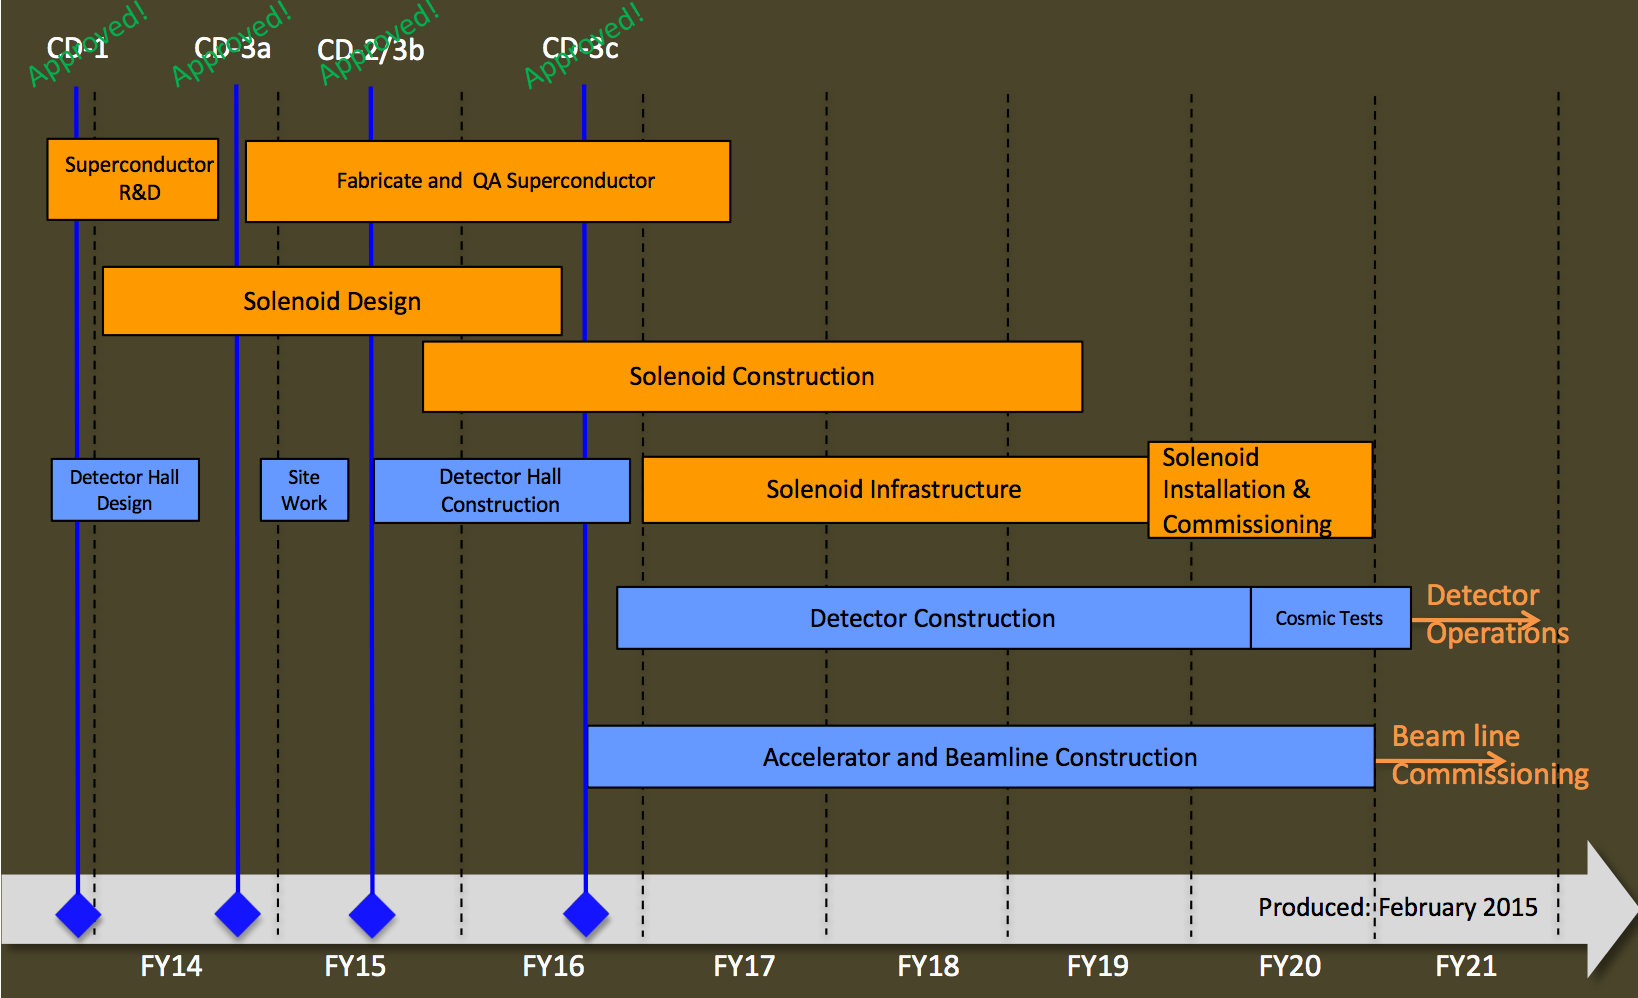 Approved! Approved! Approved! Approved!
CD-1 CD-3a CD-2/3b CD-3c
Superconductor
R&D
Fabricate and QA Superconductor
Solenoid Design
Solenoid Construction
Detector Hall
Design
Site
Work
Detector Hall
Construction
Solenoid Infrastructure
Solenoid
Installation &
Commissioning
Detector Construction
Cosmic Tests
Detector
Operations
Accelerator and Beamline Construction
Beam line
Commissioning
Produced: February 2015
FY14 FY15 FY16 FY17 FY18 FY19 FY20 FY21